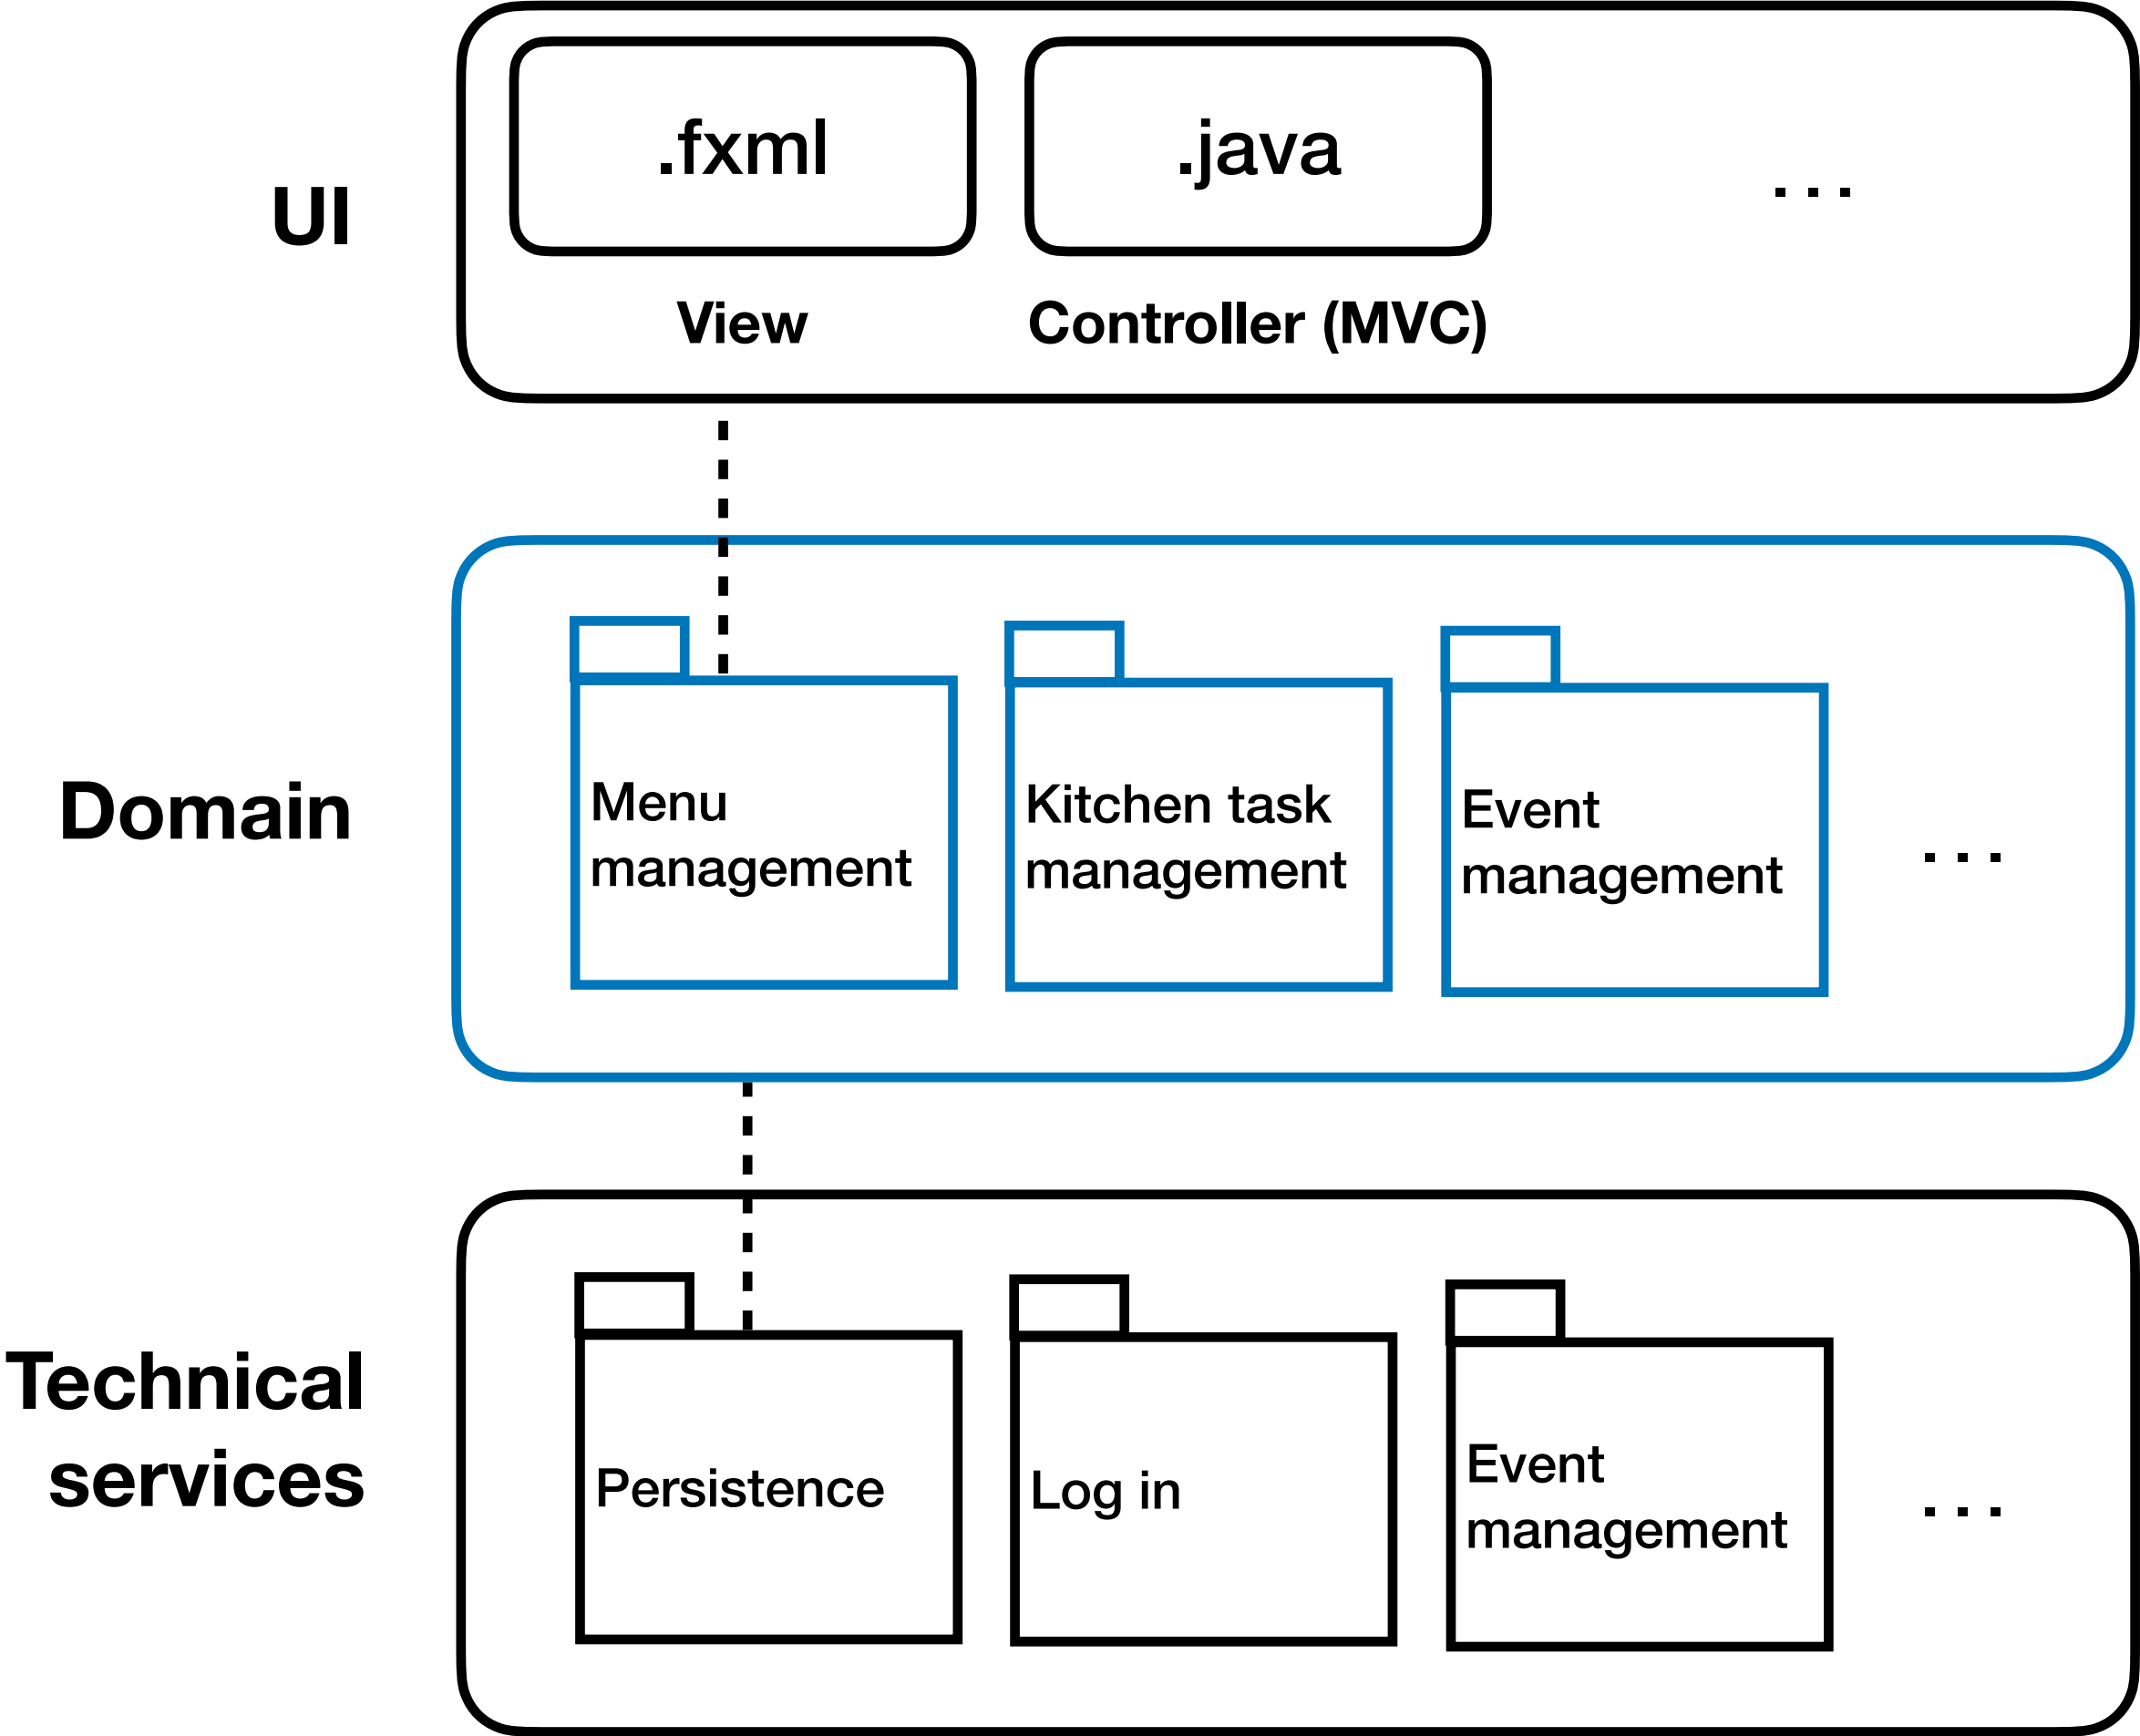 UI
.fxml
.java
. . .
View
Controller (MVC)
Domain
Menu
management
Kitchen task
management
Event
management
. . .
Technical
services
Persistence
Log in
Event
management
. . .